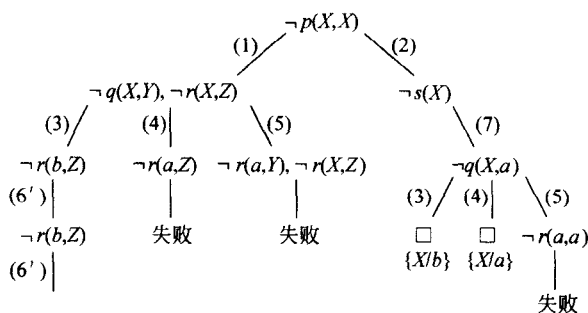 ¬p(X,X)
(1) (2)
¬q(X,Y), ¬r(X,Z) ¬s(X)
(3) (4) (5) (7)
¬r(b,Z) ¬r(a,Z) ¬r(a,Y), ¬r(X,Z) ¬q(X,a)
(6′) (3) (4) (5)
¬r(b,Z) 失败 失败 □ □ ¬r(a,a)
{X/b} {X/a}
(6′)
失败